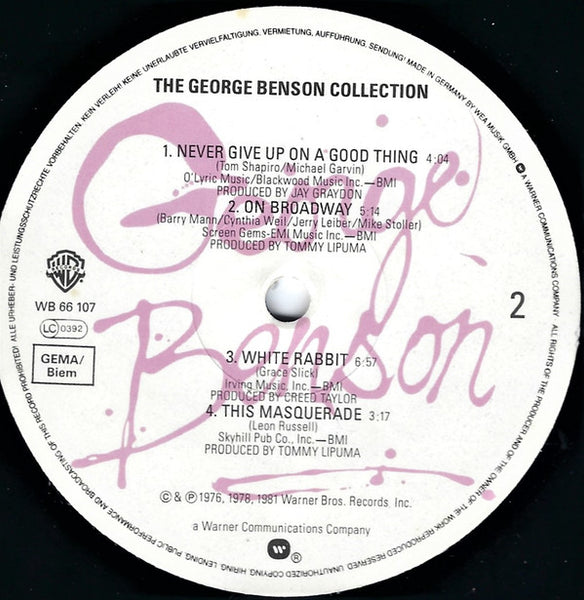 THE GEORGE BENSON COLLECTION
1. NEVER GIVE UP ON A GOOD THING 4:04
(Tom Shapiro/Michael Garvin)
O'Lyric Music/Blackwood Music Inc.—BMI
PRODUCED BY JAY GRAYDON
2. ON BROADWAY 5:14
(Barry Mann/Cynthia Weil/Jerry Leiber/Mike Stoller)
Screen Gems-EMI Music Inc.—BMI
PRODUCED BY TOMMY LIPUMA
George
WB
WB 66 107
LC 0392
GEMA/
Biem
2
3. WHITE RABBIT 6:57
(Grace Slick)
Irving Music, Inc.—BMI
PRODUCED BY CREED TAYLOR
4. THIS MASQUERADE 3:17
(Leon Russell)
Skyhill Pub Co., Inc.—BMI
PRODUCED BY TOMMY LIPUMA
Benson
© & ℗ 1976, 1978, 1981 Warner Bros. Records, Inc.
a Warner Communications Company
®
ALLE URHEBER- UND LEISTUNGSSCHUTZRECHTE VORBEHALTEN. KEIN VERLEIH! KEINE UNERLAUBTE VERVIELFÄLTIGUNG, VERMIETUNG, AUFFÜHRUNG, SENDUNG! MADE IN GERMANY BY WEA MUSIK GMBH
A WARNER COMMUNICATIONS COMPANY. ALL RIGHTS OF THE PRODUCER AND OF THE OWNER OF THE WORK REPRODUCED RESERVED. UNAUTHORIZED COPYING, HIRING, LENDING, PUBLIC PERFORMANCE AND BROADCASTING OF THIS RECORD PROHIBITED!